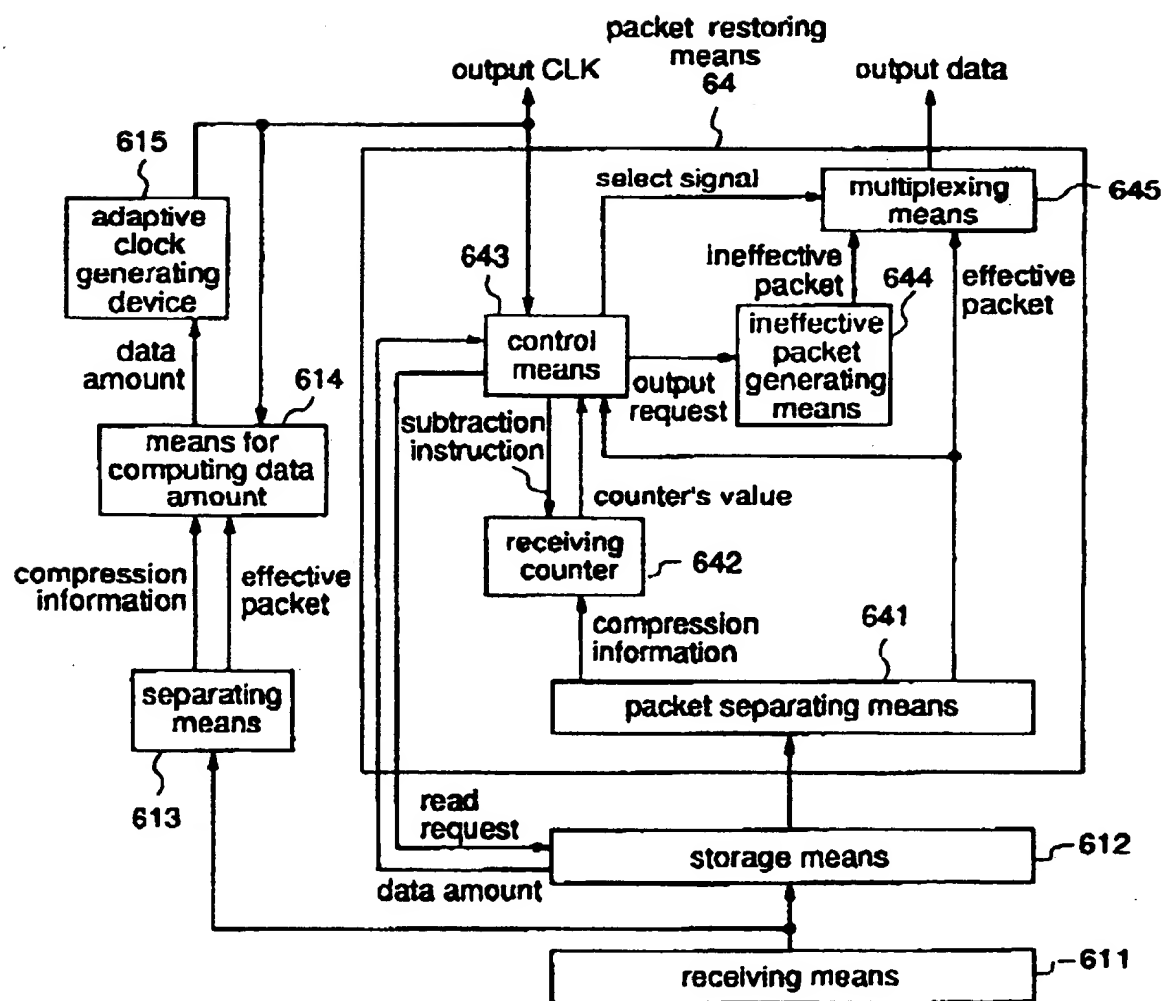 packet restoring
means
64
output CLK
output data
615
adaptive
clock
generating
device
select signal
multiplexing
means
645
643
ineffective
packet
644
effective
packet
control
means
ineffective
packet
generating
means
output
request
data
amount
614
means for
computing data
amount
subtraction
instruction
counter's value
receiving
counter
642
compression
information
effective
packet
compression
information
641
separating
means
packet separating means
613
read
request
storage means
612
data amount
receiving means
611